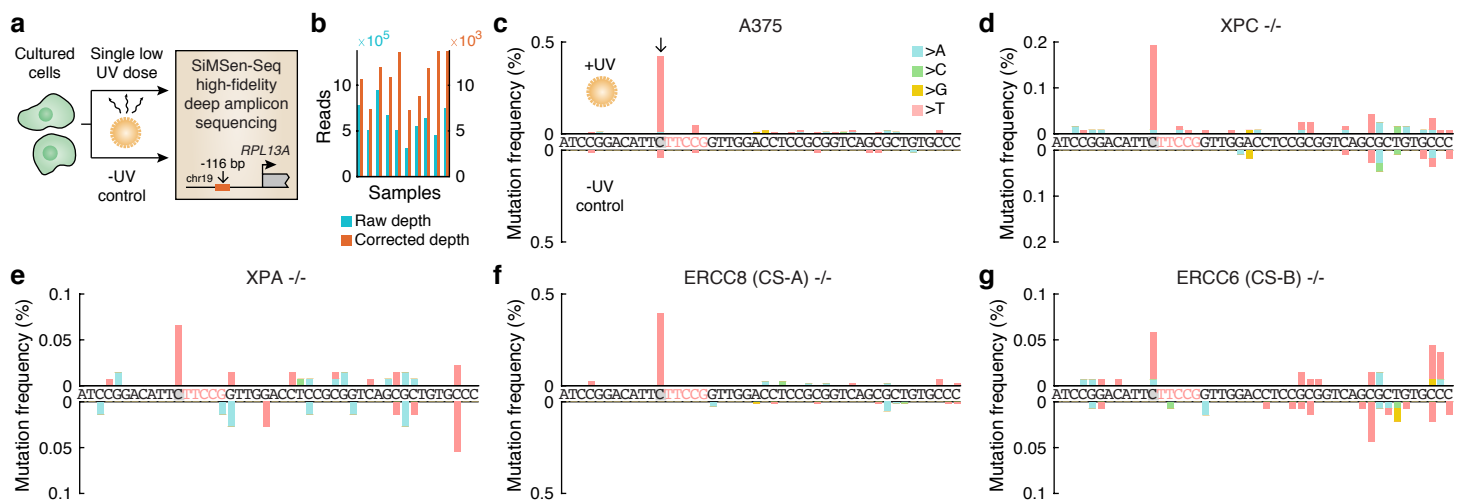 a
Cultured
cells
Single low
UV dose
-UV
control
SiMSen-Seq
high-fidelity
deep amplicon
sequencing
RPL13A
-116 bp
chr19
b
×10⁵
×10³
Reads
10
5
0
10
5
0
Samples
Raw depth
Corrected depth
c
A375
Mutation frequency (%)
0.5
0
0.5
+UV
-UV
control
>A
>C
>G
>T
ATCCGGACATTCTTCCGGTTGGACCTCCGCGGTCAGCGCTGTGCCC
d
XPC -/-
Mutation frequency (%)
0.2
0.1
0
0.1
0.2
ATCCGGACATTCTTCCGGTTGGACCTCCGCGGTCAGCGCTGTGCCC
e
XPA -/-
Mutation frequency (%)
0.1
0.05
0
0.05
0.1
ATCCGGACATTCTTCCGGTTGGACCTCCGCGGTCAGCGCTGTGCCC
f
ERCC8 (CS-A) -/-
Mutation frequency (%)
0.5
0
0.5
ATCCGGACATTCTTCCGGTTGGACCTCCGCGGTCAGCGCTGTGCCC
g
ERCC6 (CS-B) -/-
Mutation frequency (%)
0.1
0.05
0
0.05
0.1
ATCCGGACATTCTTCCGGTTGGACCTCCGCGGTCAGCGCTGTGCCC